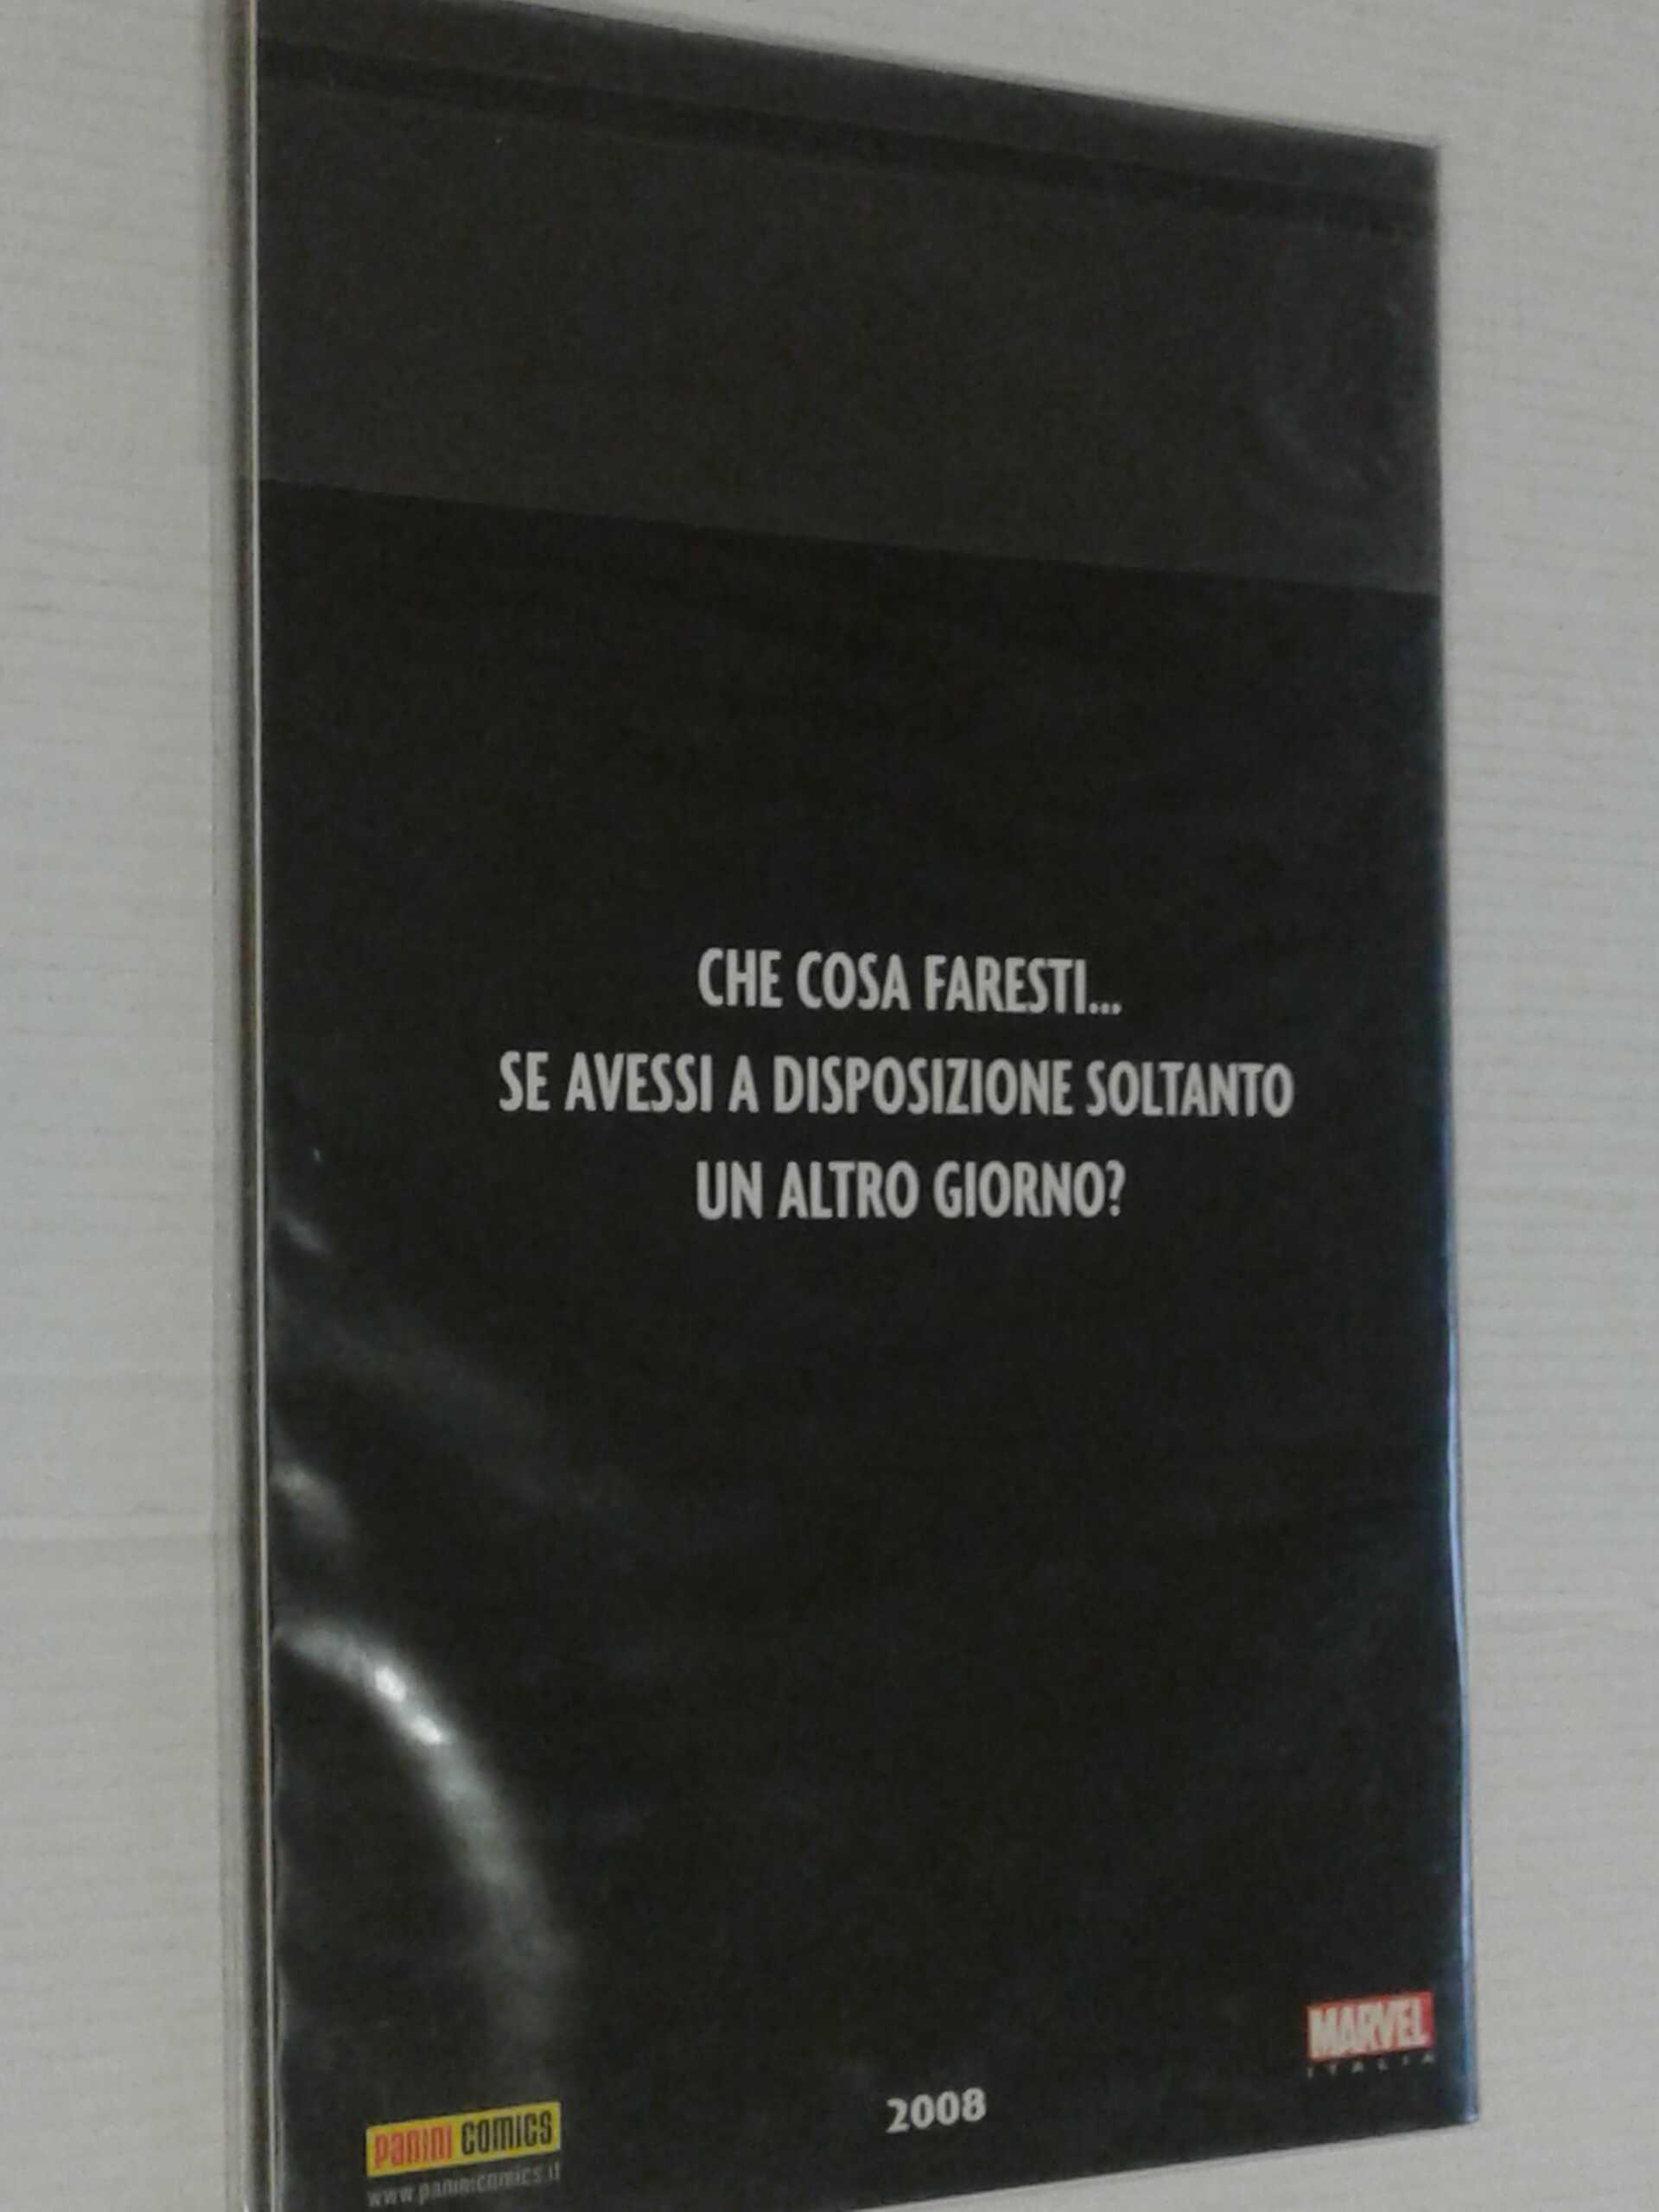 CHE COSA FARESTI...
SE AVESSI A DISPOSIZIONE SOLTANTO
UN ALTRO GIORNO?
MARVEL
ITALIA
2008
PANINI COMICS
www.paninicomics.it